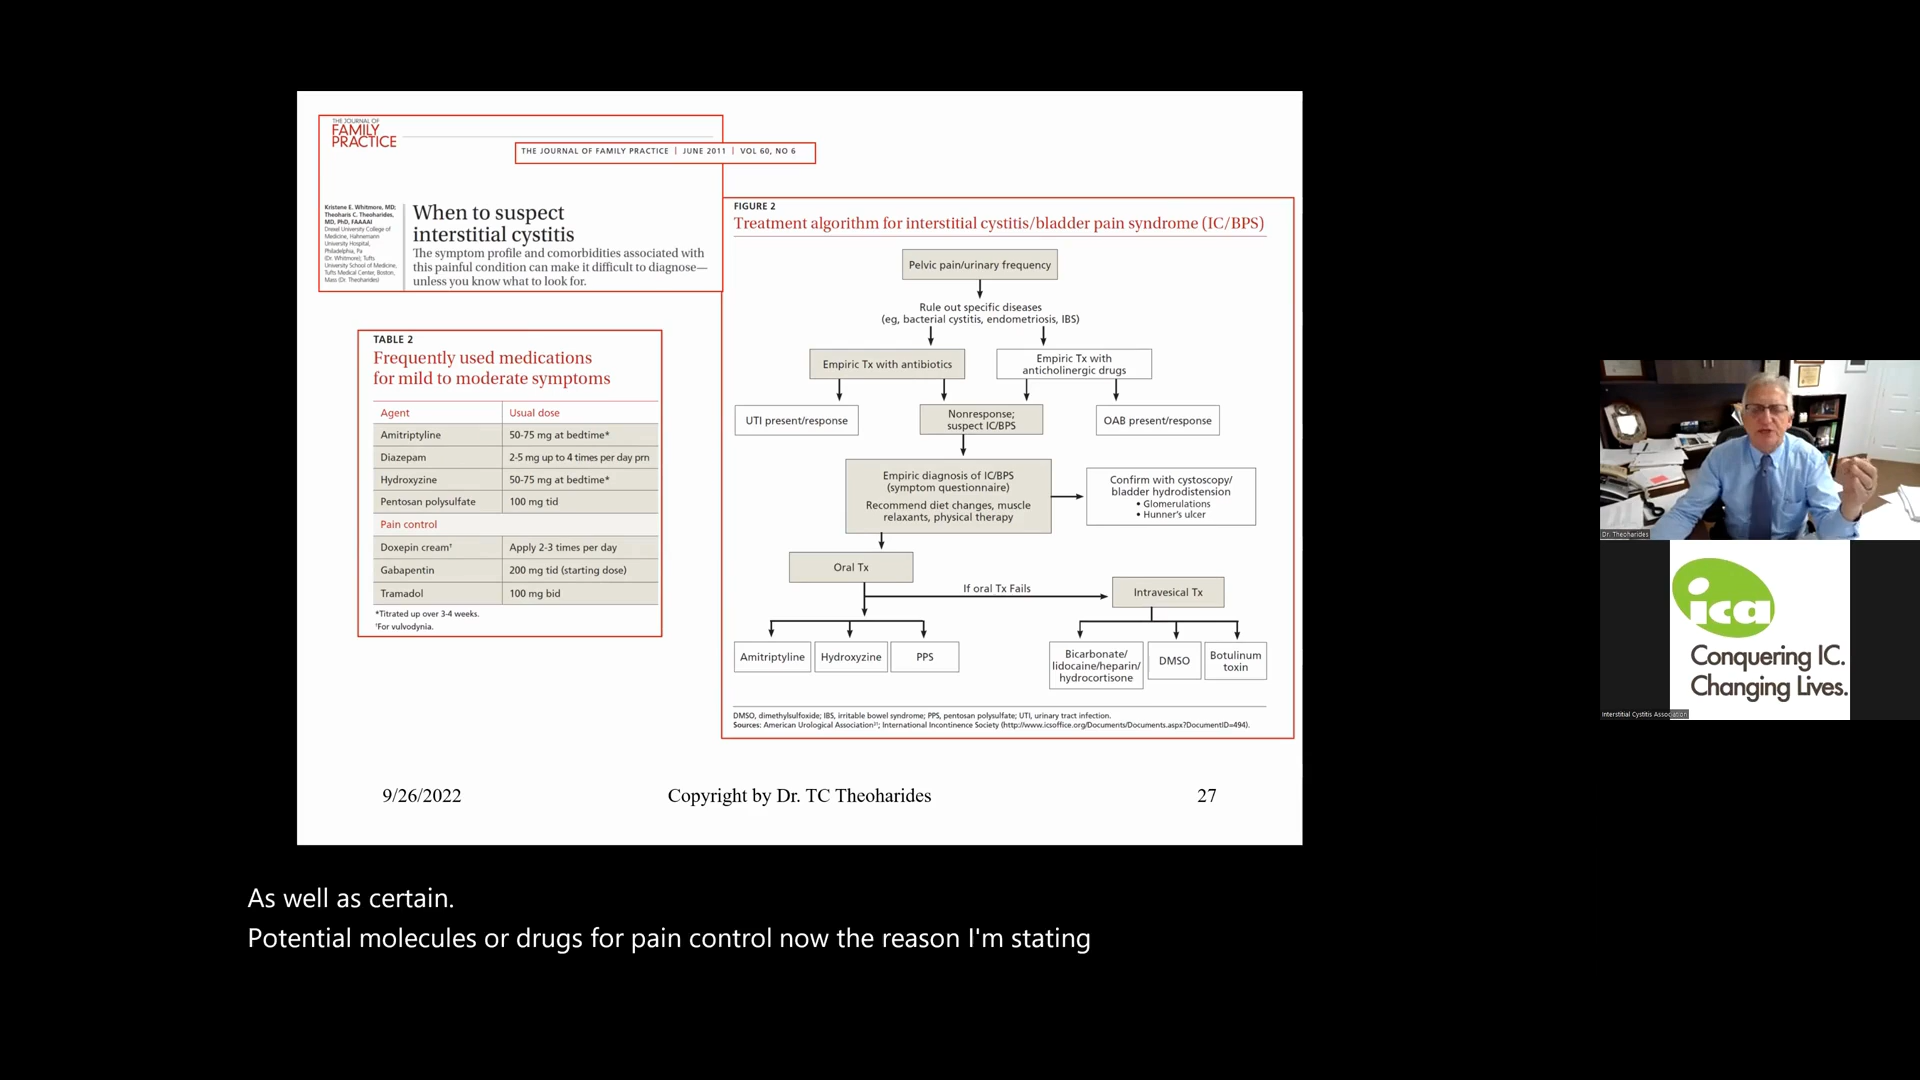 THE JOURNAL OF
FAMILY
PRACTICE
THE JOURNAL OF FAMILY PRACTICE | JUNE 2011 | VOL 60, NO 6
Kristene E. Whitmore, MD;
Theoharis C. Theoharides,
MD, PhD, FAAAAI
Drexel University College of
Medicine, Hahnemann
University Hospital,
Philadelphia, Pa
(Dr. Whitmore); Tufts
University School of Medicine,
Tufts Medical Center, Boston,
Mass (Dr. Theoharides)
When to suspect
interstitial cystitis
The symptom profile and comorbidities associated with
this painful condition can make it difficult to diagnose—
unless you know what to look for.
TABLE 2
Frequently used medications
for mild to moderate symptoms
Agent Usual dose
Amitriptyline 50-75 mg at bedtime*
Diazepam 2-5 mg up to 4 times per day prn
Hydroxyzine 50-75 mg at bedtime*
Pentosan polysulfate 100 mg tid
Pain control
Doxepin cream† Apply 2-3 times per day
Gabapentin 200 mg tid (starting dose)
Tramadol 100 mg bid
*Titrated up over 3-4 weeks.
†For vulvodynia.
FIGURE 2
Treatment algorithm for interstitial cystitis/bladder pain syndrome (IC/BPS)
Pelvic pain/urinary frequency
Rule out specific diseases
(eg, bacterial cystitis, endometriosis, IBS)
Empiric Tx with antibiotics
Empiric Tx with
anticholinergic drugs
UTI present/response
Nonresponse;
suspect IC/BPS
OAB present/response
Empiric diagnosis of IC/BPS
(symptom questionnaire)
Recommend diet changes, muscle
relaxants, physical therapy
Confirm with cystoscopy/
bladder hydrodistension
• Glomerulations
• Hunner's ulcer
Oral Tx
If oral Tx Fails
Intravesical Tx
Amitriptyline
Hydroxyzine
PPS
Bicarbonate/
lidocaine/heparin/
hydrocortisone
DMSO
Botulinum
toxin
DMSO, dimethylsulfoxide; IBS, irritable bowel syndrome; PPS, pentosan polysulfate; UTI, urinary tract infection.
Sources: American Urological Association²¹; International Incontinence Society (http://www.icsoffice.org/Documents/Documents.aspx?DocumentID=494).
9/26/2022 Copyright by Dr. TC Theoharides 27
Dr. Theoharides
ica
Conquering IC.
Changing Lives.
Interstitial Cystitis Association
As well as certain.
Potential molecules or drugs for pain control now the reason I'm stating